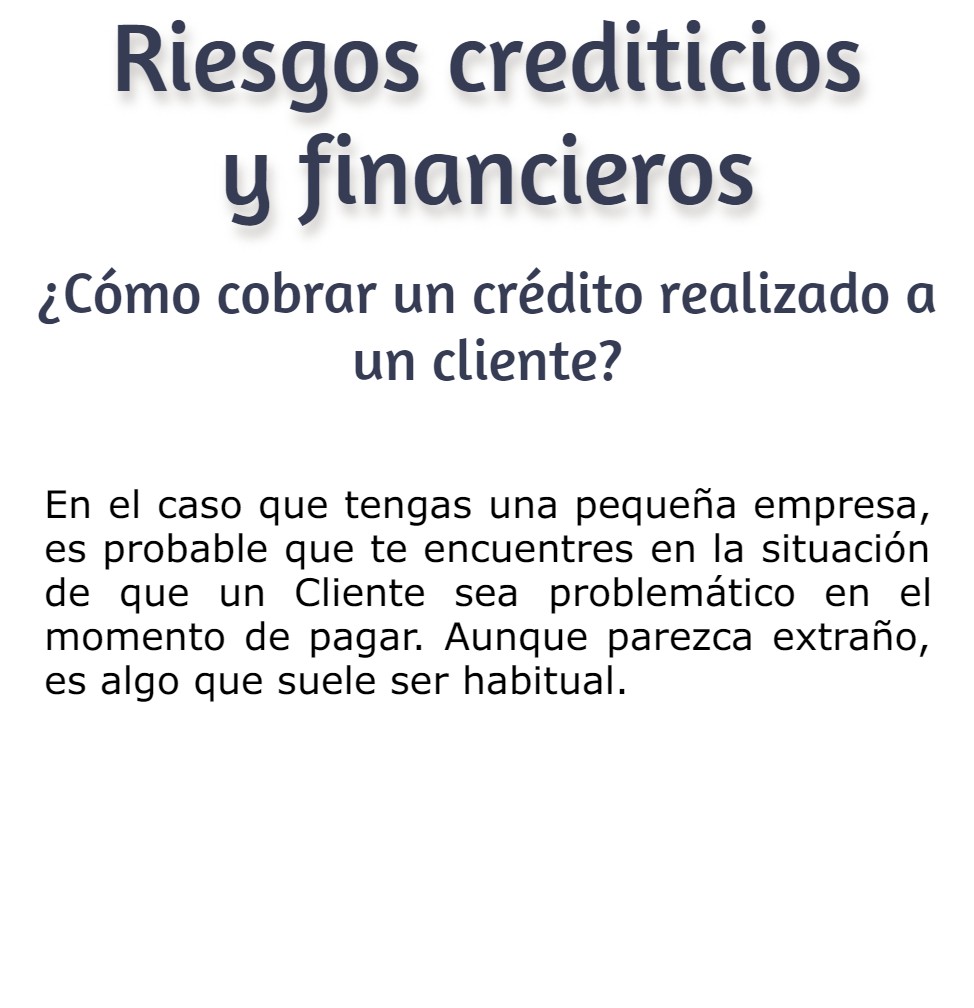 Riesgos crediticios
y financieros
¿Cómo cobrar un crédito realizado a
un cliente?
En el caso que tengas una pequeña empresa,
es probable que te encuentres en la situación
de que un Cliente sea problemático en el
momento de pagar. Aunque parezca extraño,
es algo que suele ser habitual.